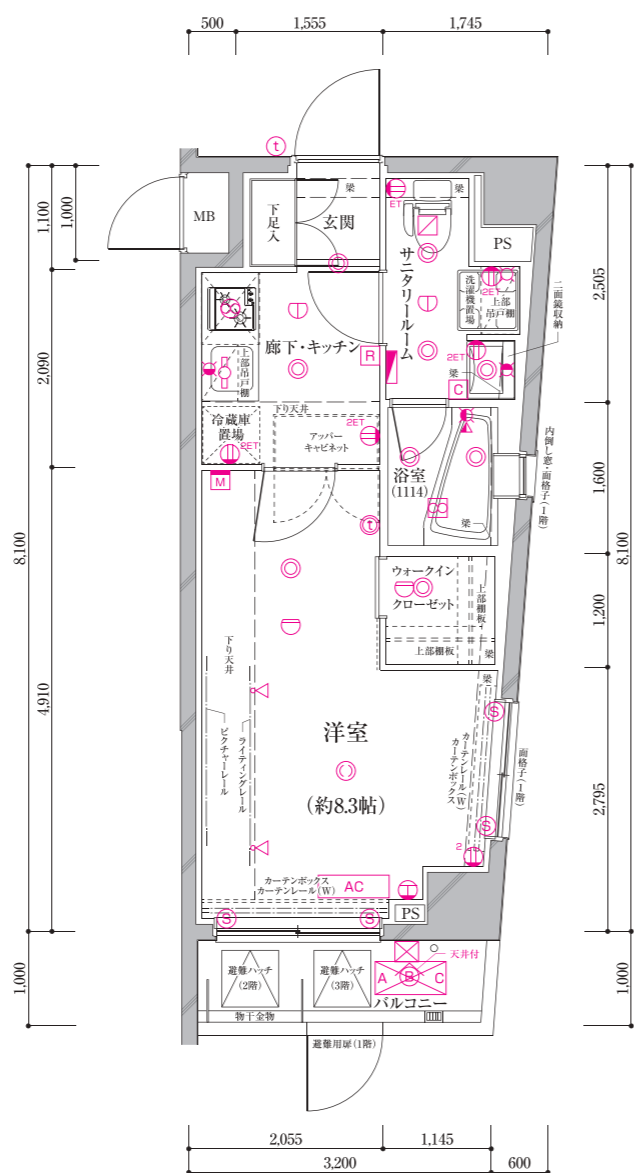 500
1,555
1,745
t
1,100
1,000
2,090
8,100
4,910
1,000
MB
下足入
玄関
梁
ET
梁
サニタリールーム
PS
洗濯機置場
上部
吊戸棚
2ET
二面鏡収納
2ET
梁
廊下・キッチン
R
C
上部
吊戸棚
下り天井
冷蔵庫
置場
2ET
アッパー
キャビネット
2ET
M
浴室
(1114)
梁
内倒し窓・面格子(1階)
t
ウォークイン
クローゼット
上部棚板
上部棚板
梁
下り天井
ピクチャーレール
ライティングレール
洋室
(約8.3帖)
梁
S
カーテンレール(W)
カーテンボックス
面格子(1階)
S
2
カーテンボックス
カーテンレール(W)
AC
S
S
PS
避難ハッチ
(2階)
避難ハッチ
(3階)
天井付
A
B
C
バルコニー
物干金物
避難用扉(1階)
2,505
1,600
1,200
8,100
2,795
1,000
2,055
1,145
3,200
600